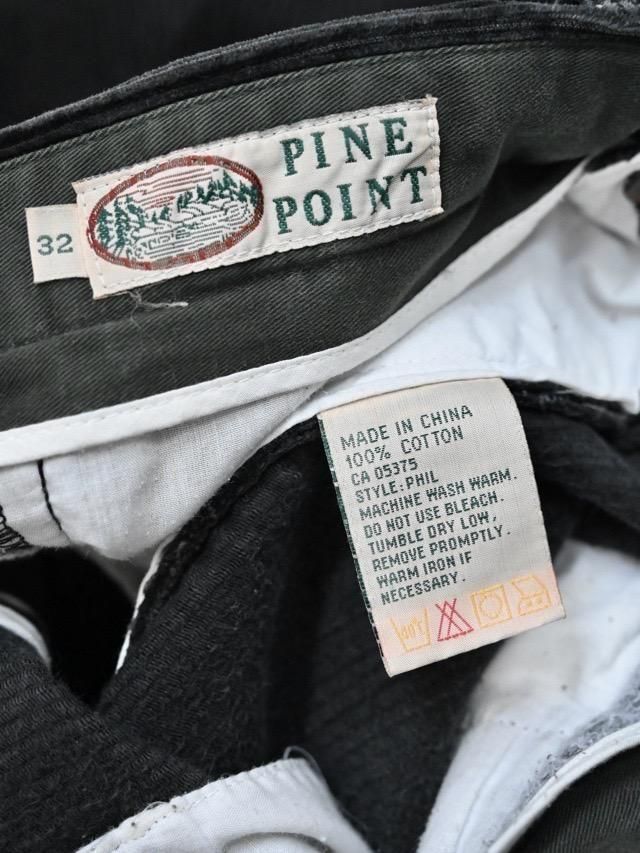 PINE
POINT
32
MADE IN CHINA
100% COTTON
CA 05375
STYLE: PHIL
MACHINE WASH WARM.
DO NOT USE BLEACH.
TUMBLE DRY LOW,
REMOVE PROMPTLY.
WARM IRON IF
NECESSARY.